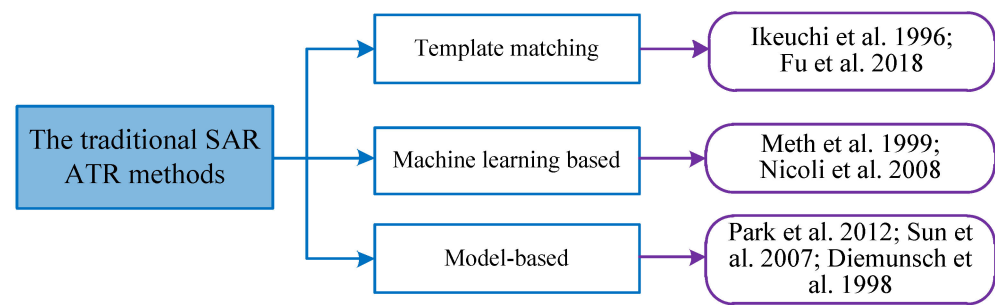 The traditional SAR
ATR methods
Template matching
Ikeuchi et al. 1996;
Fu et al. 2018
Machine learning based
Meth et al. 1999;
Nicoli et al. 2008
Model-based
Park et al. 2012; Sun et
al. 2007; Diemunsch et
al. 1998